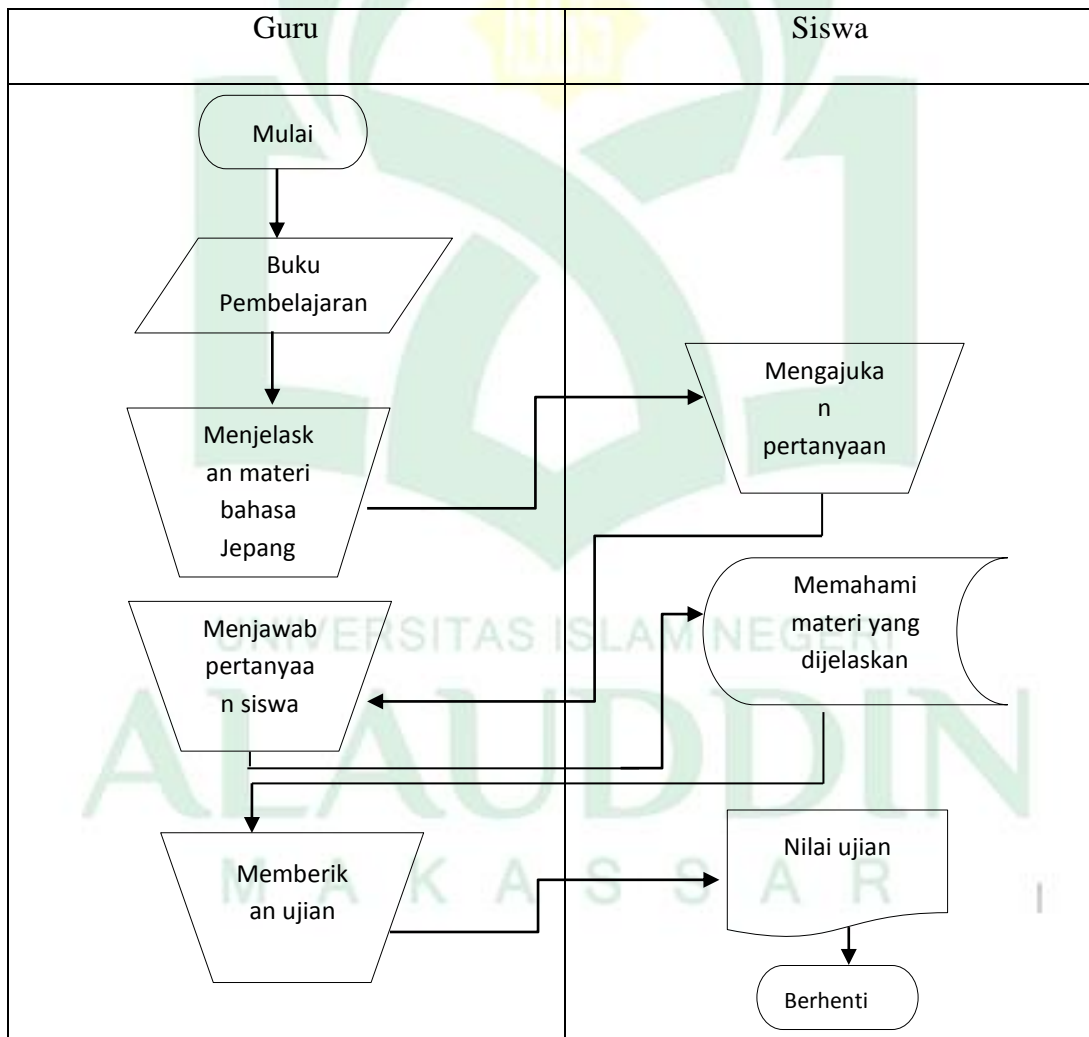 Guru
Siswa
Mulai
Buku
Pembelajaran
Menjelask
an materi
bahasa
Jepang
Mengajuka
n
pertanyaan
Menjawab
pertanyaa
n siswa
Memahami
materi yang
dijelaskan
Memberik
an ujian
Nilai ujian
Berhenti
UNIVERSITAS ISLAM NEGERI
ALAUDDIN
MAKASSAR